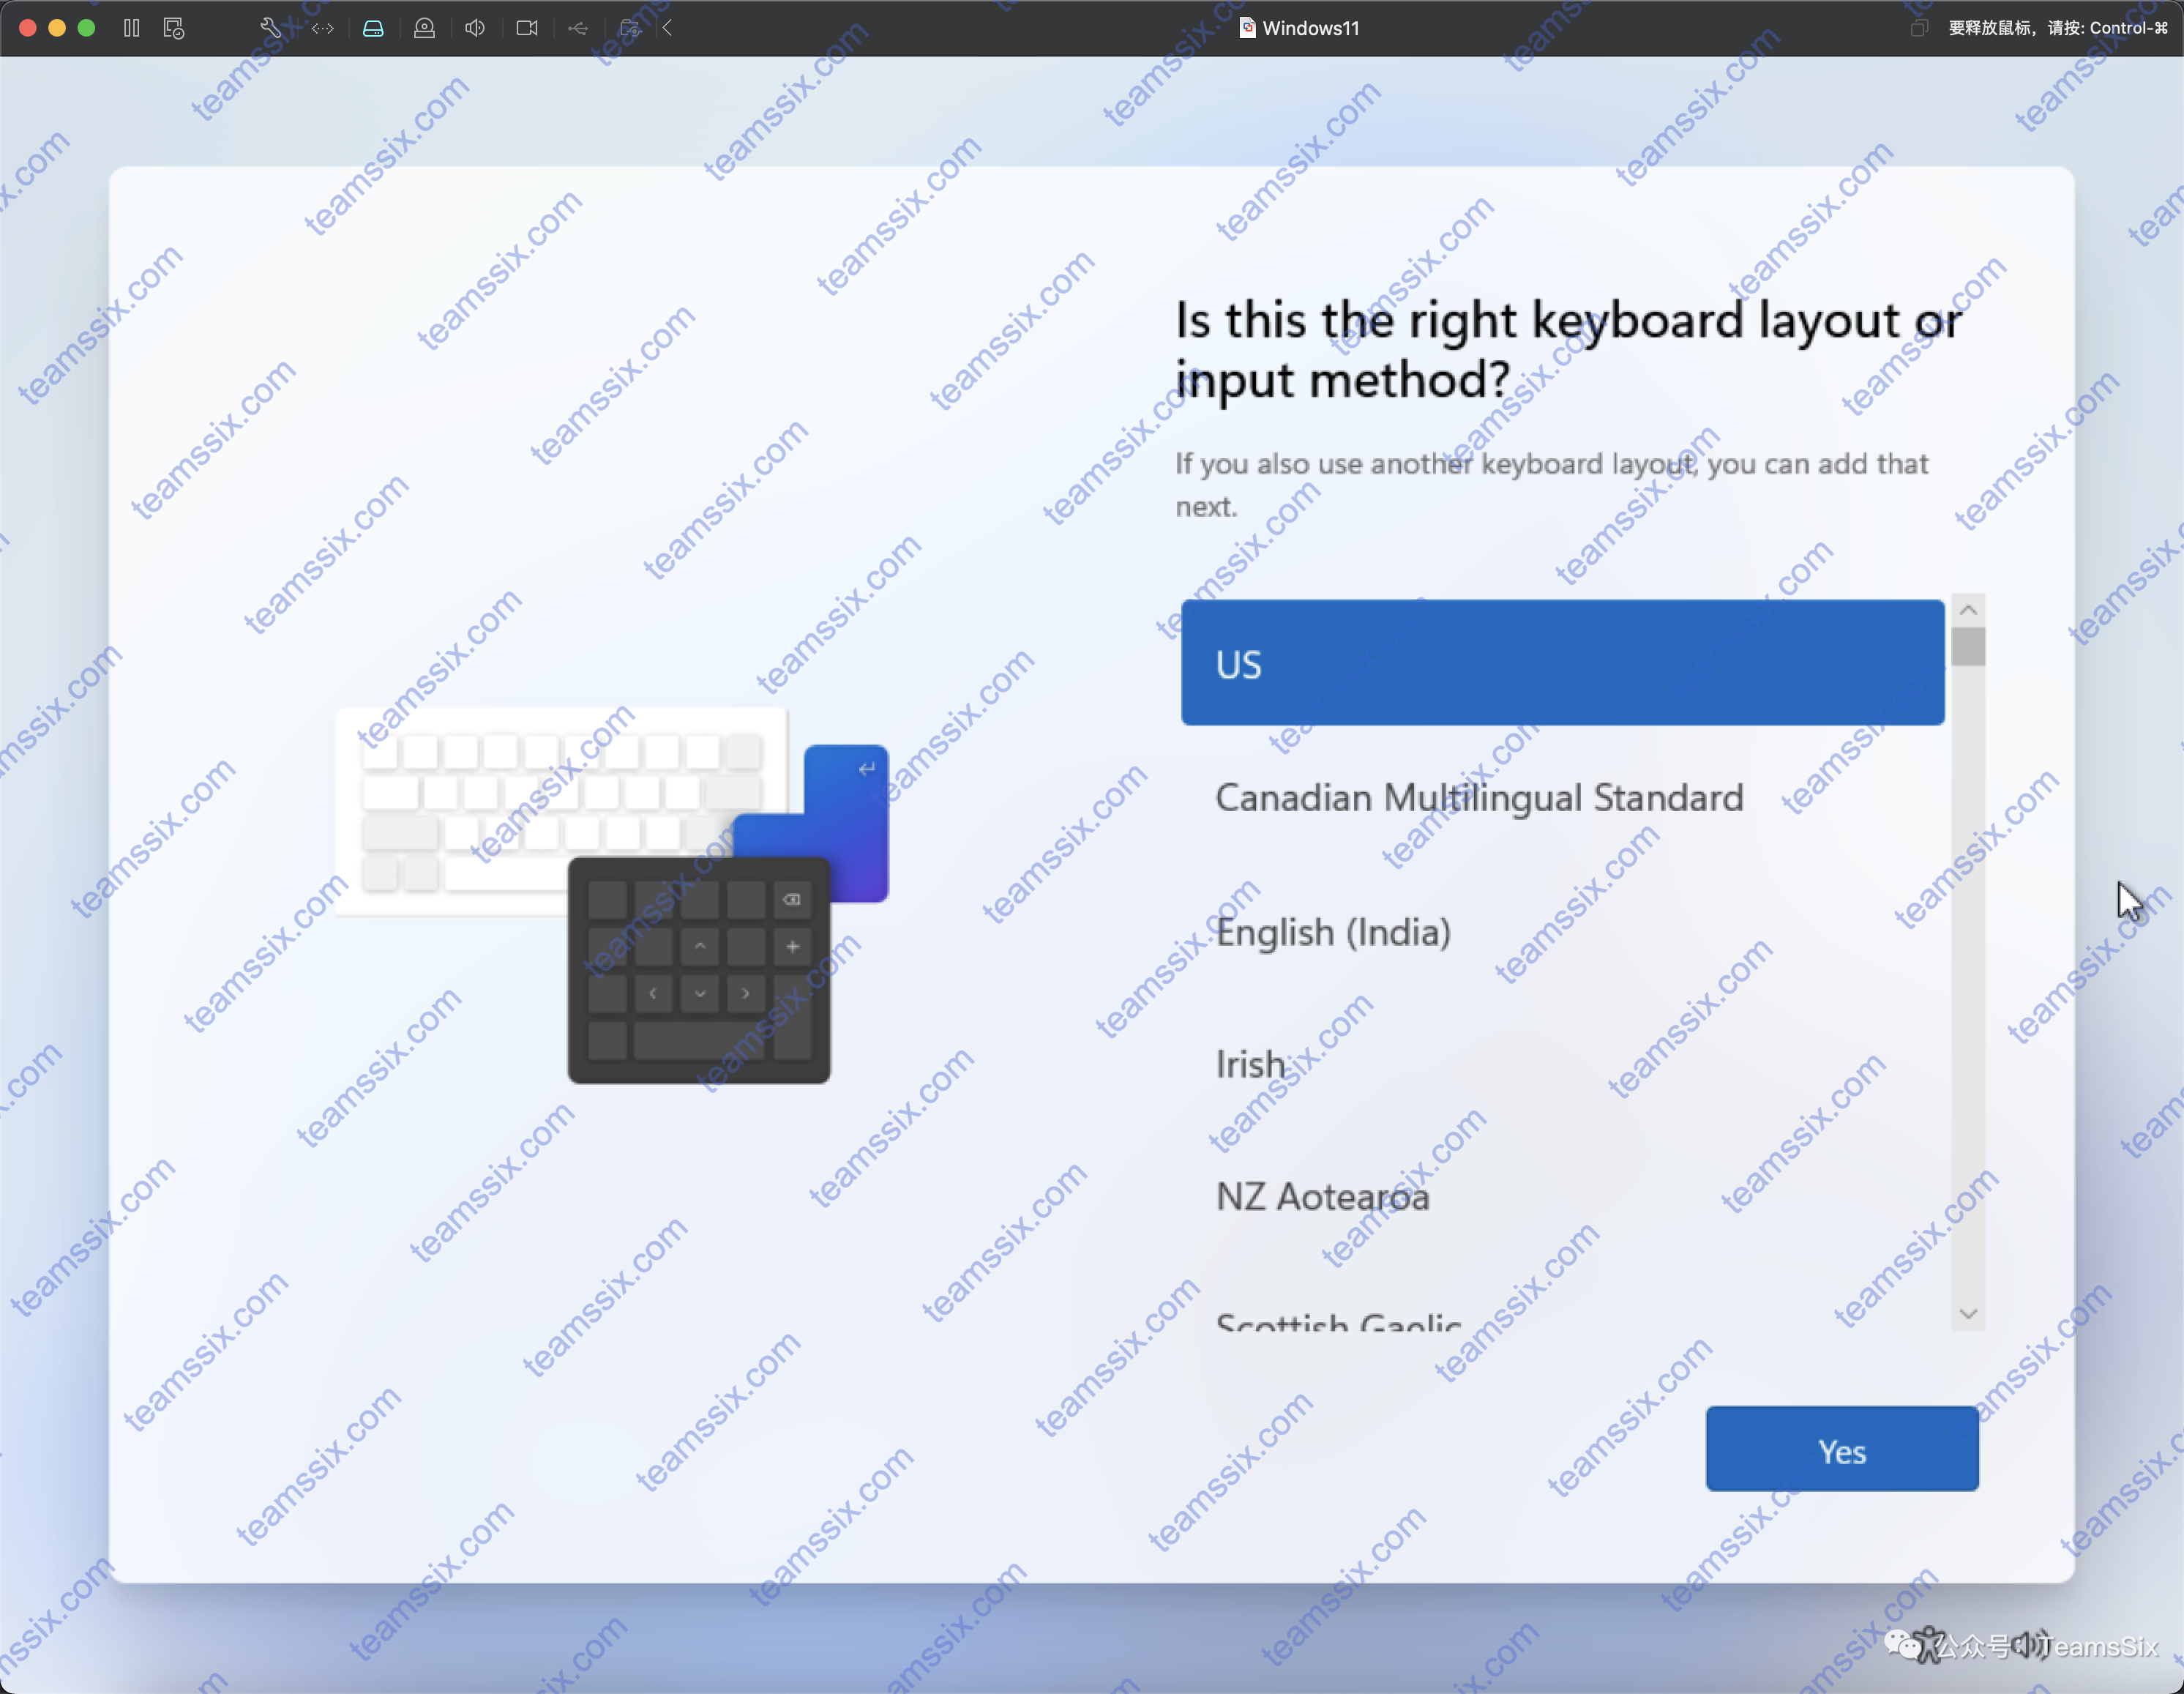 Windows11
要释放鼠标，请按: Control-⌘
Is this the right keyboard layout or
input method?
If you also use another keyboard layout, you can add that
next.
US
Canadian Multilingual Standard
English (India)
Irish
NZ Aotearoa
Scottish Gaelic
Yes
公众号 TeamsSix
teamssix.com